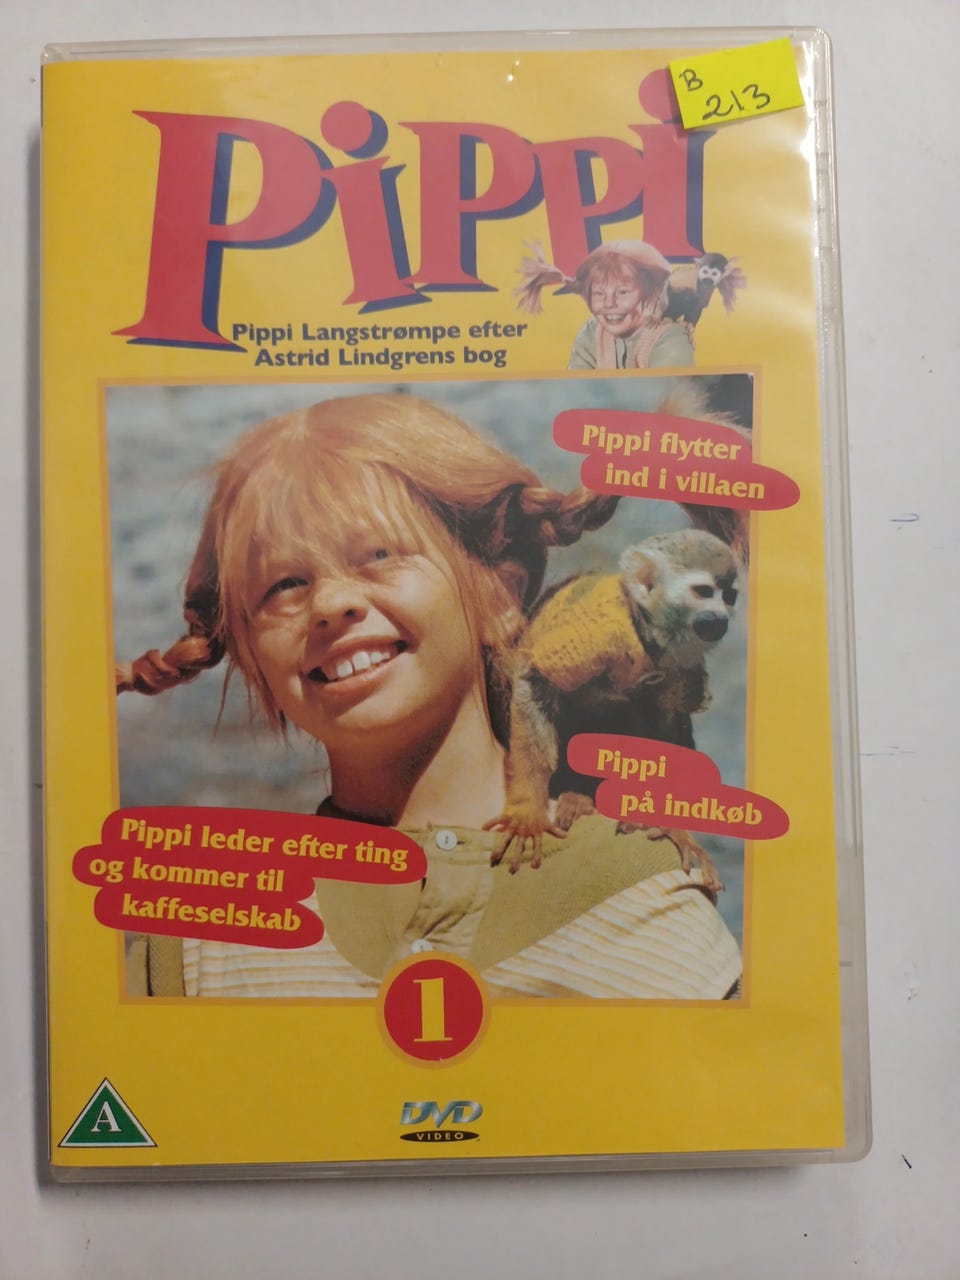 B
213
Pippi
Pippi Langstrømpe efter
Astrid Lindgrens bog
Pippi flytter
ind i villaen
Pippi
på indkøb
Pippi leder efter ting
og kommer til
kaffeselskab
1
A
DVD
VIDEO